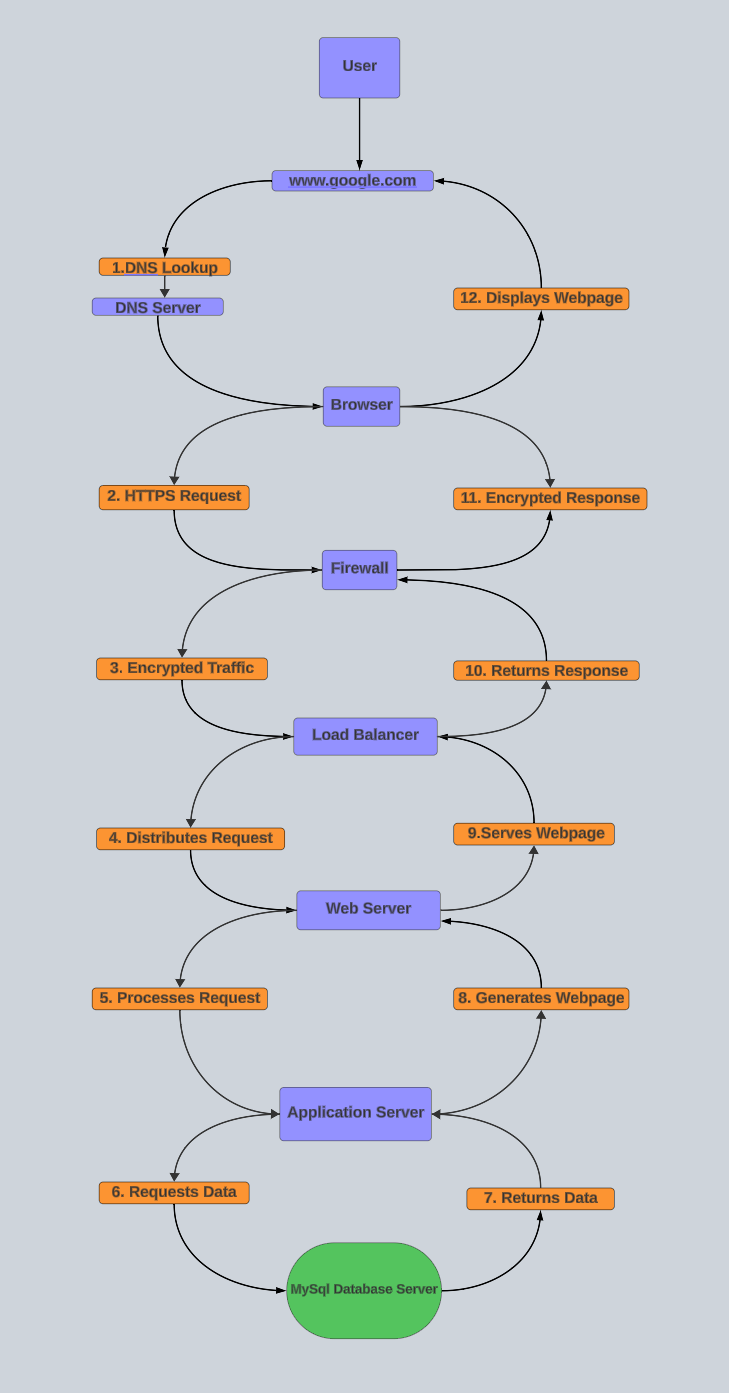 User
www.google.com
1.DNS Lookup
DNS Server
12. Displays Webpage
Browser
2. HTTPS Request
11. Encrypted Response
Firewall
3. Encrypted Traffic
10. Returns Response
Load Balancer
4. Distributes Request
9.Serves Webpage
Web Server
5. Processes Request
8. Generates Webpage
Application Server
6. Requests Data
7. Returns Data
MySql Database Server